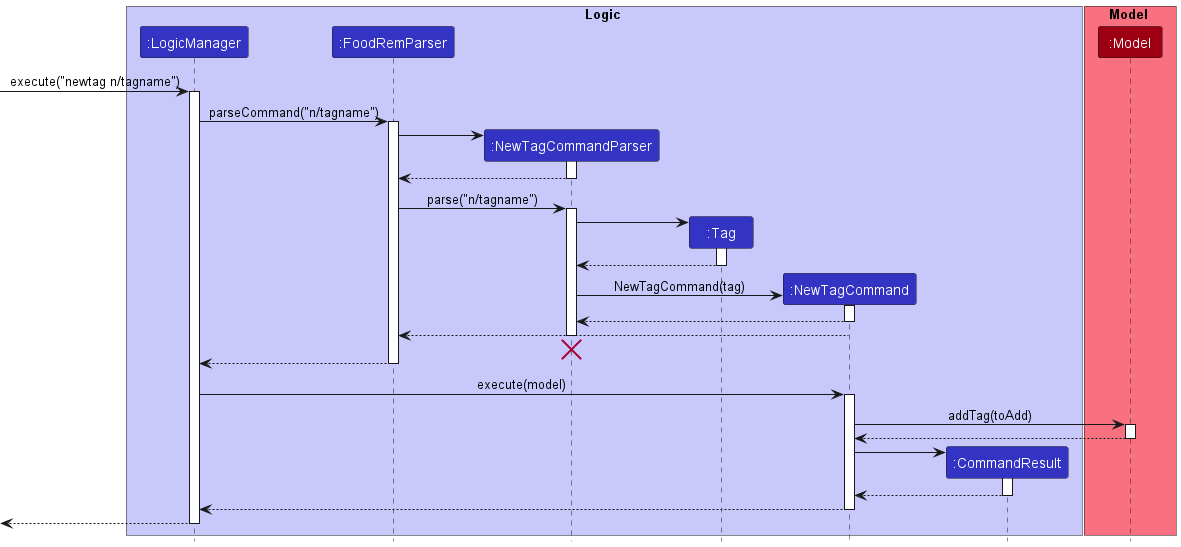 Logic
Model
:LogicManager
:FoodRemParser
:Model
execute("newtag n/tagname")
parseCommand("n/tagname")
:NewTagCommandParser
parse("n/tagname")
:Tag
:NewTagCommand
NewTagCommand(tag)
execute(model)
addTag(toAdd)
:CommandResult